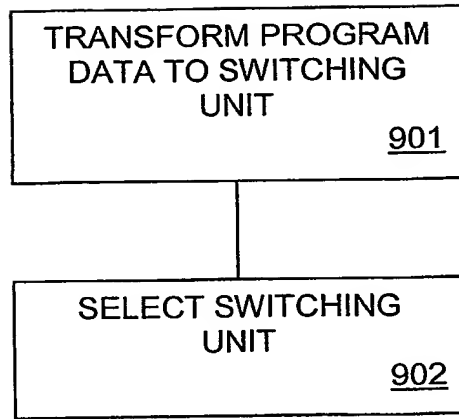 TRANSFORM PROGRAM
DATA TO SWITCHING
UNIT
901
SELECT SWITCHING
UNIT
902